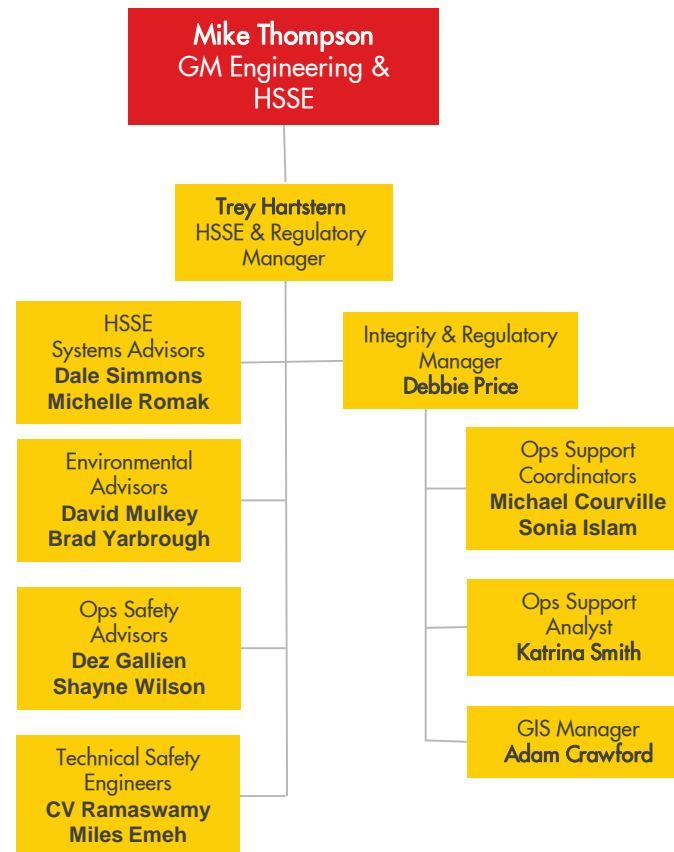 Mike Thompson
GM Engineering &
HSSE
Trey Hartstern
HSSE & Regulatory
Manager
HSSE
Systems Advisors
Dale Simmons
Michelle Romak
Integrity & Regulatory
Manager
Debbie Price
Environmental
Advisors
David Mulkey
Brad Yarbrough
Ops Support
Coordinators
Michael Courville
Sonia Islam
Ops Safety
Advisors
Dez Gallien
Shayne Wilson
Ops Support
Analyst
Katrina Smith
Technical Safety
Engineers
CV Ramaswamy
Miles Emeh
GIS Manager
Adam Crawford